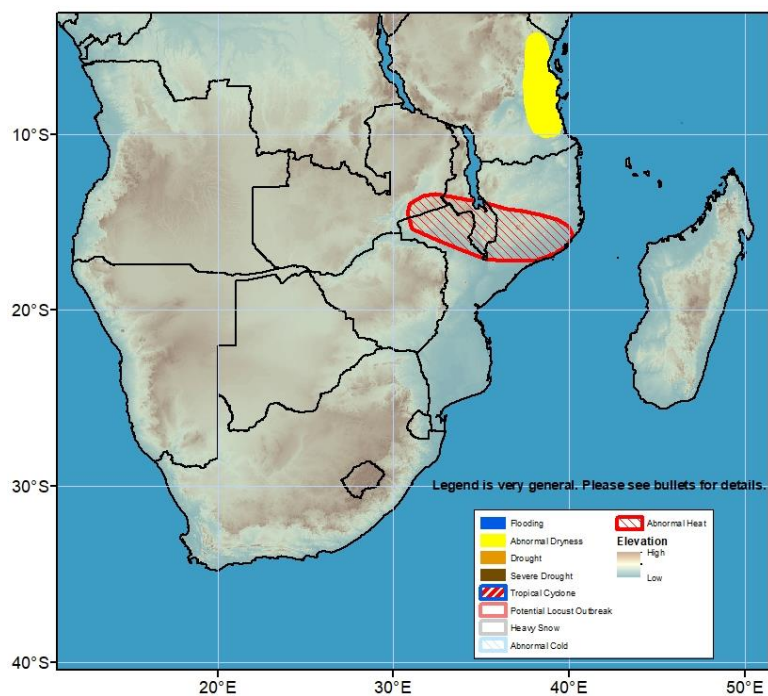 10°S
20°S
30°S
Legend is very general. Please see bullets for details.
Flooding
Abnormal Heat
Abnormal Dryness
Elevation
Drought
High
Severe Drought
Low
Tropical Cyclone
Potential Locust Outbreak
Heavy Snow
Abnormal Cold
40°S
20°E
30°E
40°E
50°E